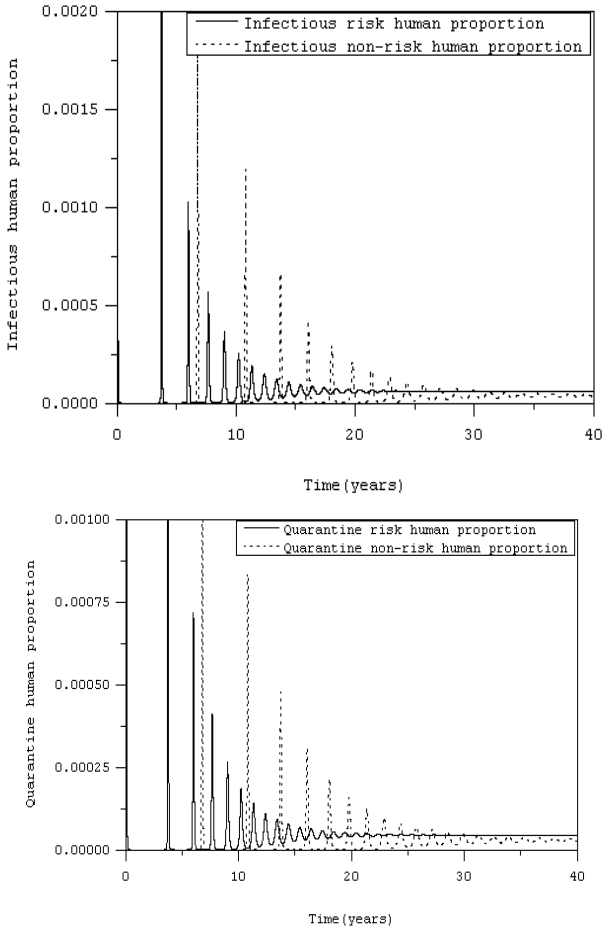 Infectious human proportion
0.0020
0.0015
0.0010
0.0005
0.0000
Infectious risk human proportion
Infectious non-risk human proportion
0 10 20 30 40
Time(years)
Quarantine human proportion
0.00100
0.00075
0.00050
0.00025
0.00000
Quarantine risk human proportion
Quarantine non-risk human proportion
0 10 20 30 40
Time(years)